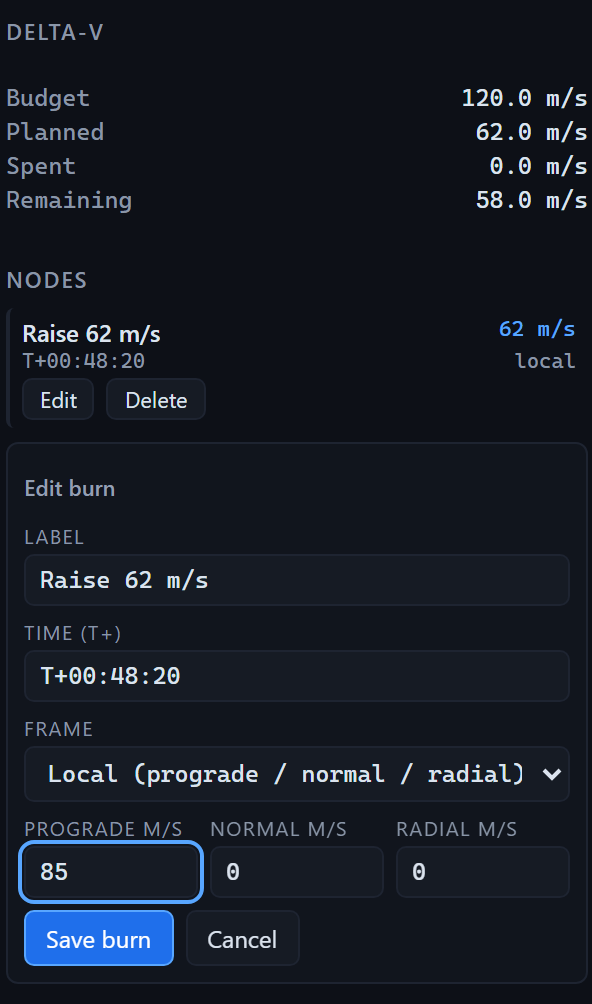 DELTA-V
Budget 120.0 m/s
Planned 62.0 m/s
Spent 0.0 m/s
Remaining 58.0 m/s
NODES
Raise 62 m/s 62 m/s
T+00:48:20 local
Edit Delete
Edit burn
LABEL
Raise 62 m/s
TIME (T+)
T+00:48:20
FRAME
Local (prograde / normal / radial)
PROGRADE M/S NORMAL M/S RADIAL M/S
85 0 0
Save burn Cancel